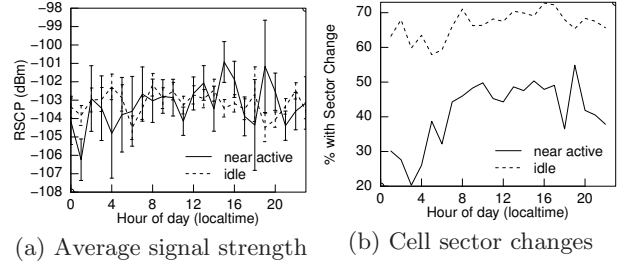 -98
-99
-100
-101
-102
-103
-104
-105
-106
-107
-108
RSCP (dBm)
near active
idle
0 4 8 12 16 20
Hour of day (localtime)
(a) Average signal strength
70
60
50
40
30
20
% with Sector Change
near active
idle
0 4 8 12 16 20
Hour of day (localtime)
(b) Cell sector changes